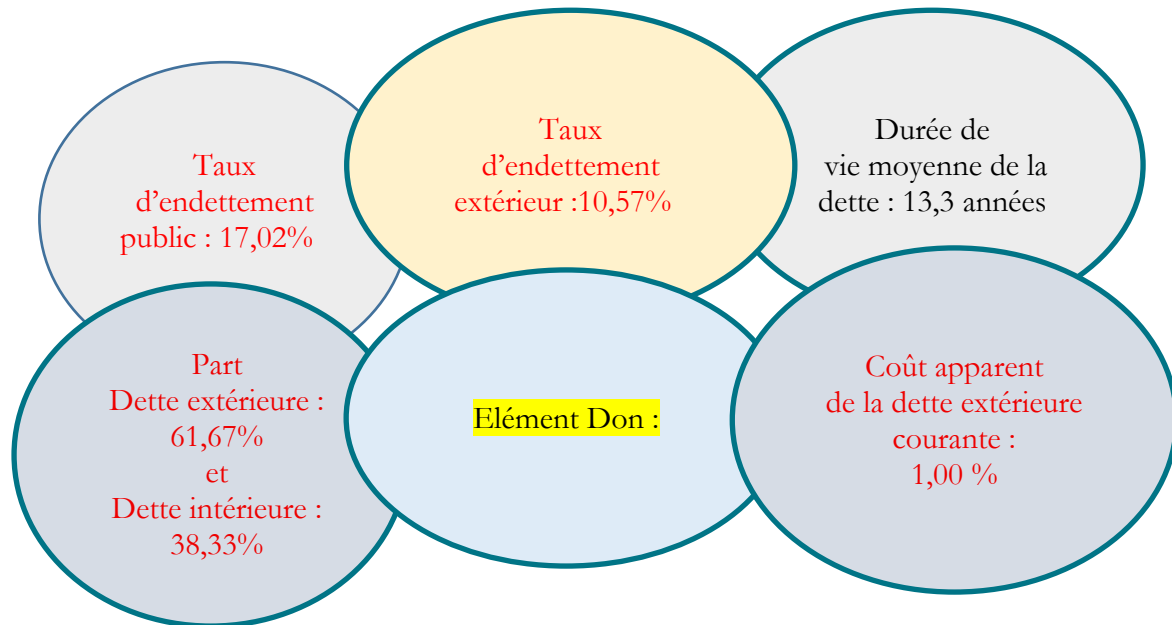 Taux
d'endettement
public : 17,02%
Taux
d'endettement
extérieur :10,57%
Durée de
vie moyenne de la
dette : 13,3 années
Part
Dette extérieure :
61,67%
et
Dette intérieure :
38,33%
Elément Don :
Coût apparent
de la dette extérieure
courante :
1,00 %